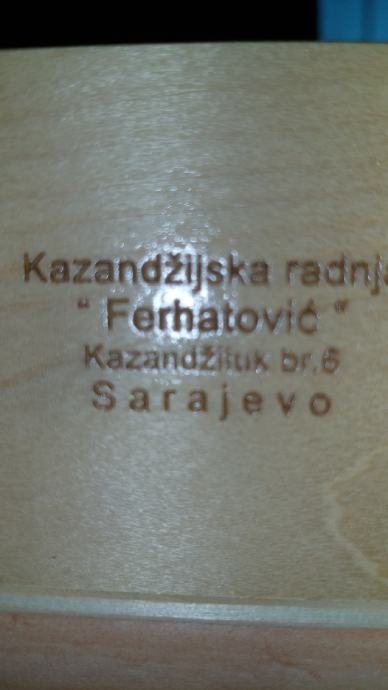 Kazandžijska radnja
" Ferhatović "
Kazandžiluk br.6
Sarajevo